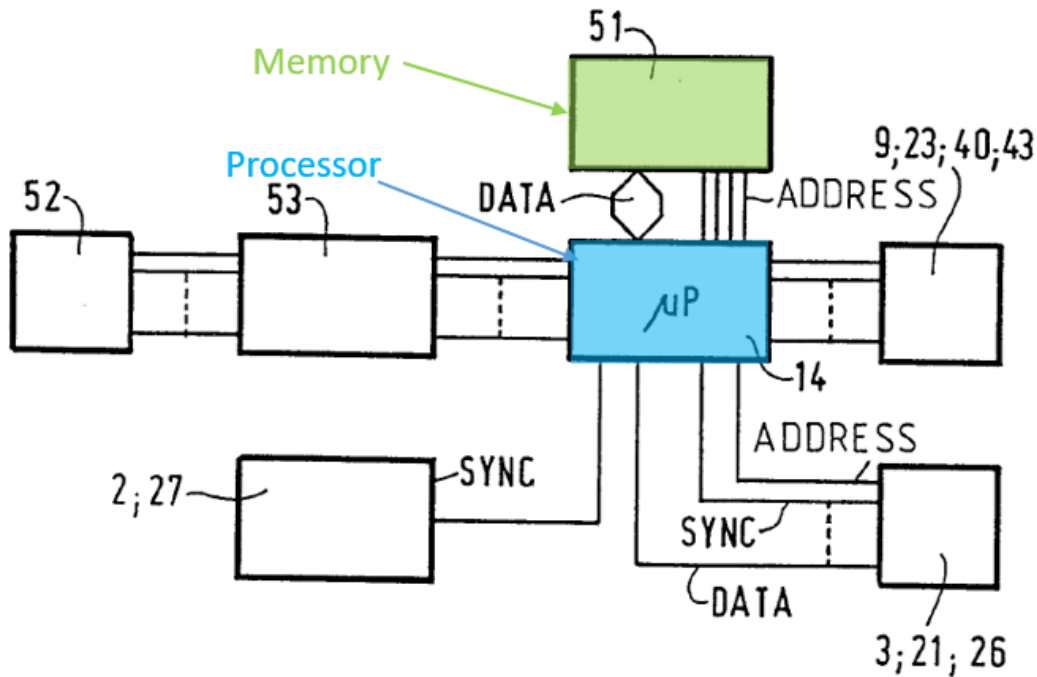 51
Memory
9;23;40;43
Processor
52
53
DATA
ADDRESS
µP
14
ADDRESS
2;27
SYNC
SYNC
DATA
3;21;26